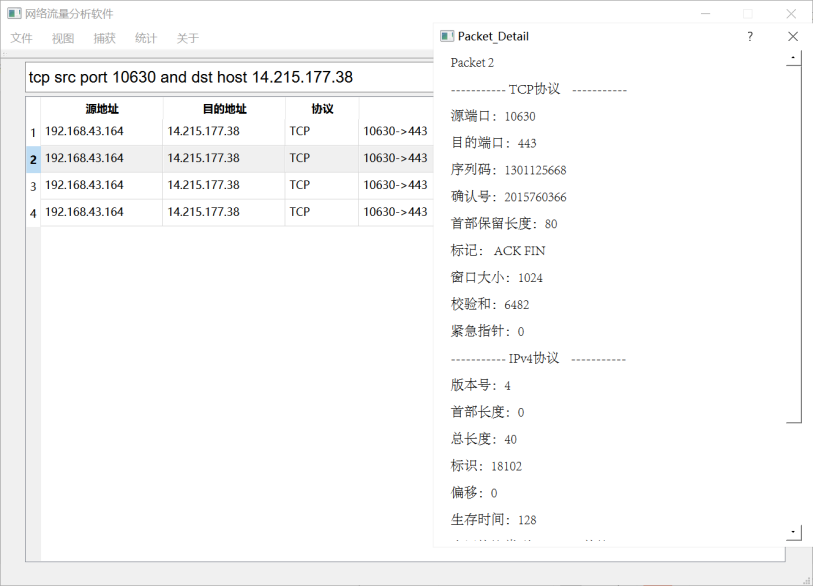 网络流量分析软件
文件 视图 捕获 统计 关于
tcp src port 10630 and dst host 14.215.177.38
源地址 目的地址 协议
1 192.168.43.164 14.215.177.38 TCP 10630->443
2 192.168.43.164 14.215.177.38 TCP 10630->443
3 192.168.43.164 14.215.177.38 TCP 10630->443
4 192.168.43.164 14.215.177.38 TCP 10630->443
Packet_Detail ?
Packet 2
----------- TCP协议 -----------
源端口：10630
目的端口：443
序列码：1301125668
确认号：2015760366
首部保留长度：80
标记： ACK FIN
窗口大小：1024
校验和：6482
紧急指针：0
----------- IPv4协议 -----------
版本号：4
首部长度：0
总长度：40
标识：18102
偏移：0
生存时间：128